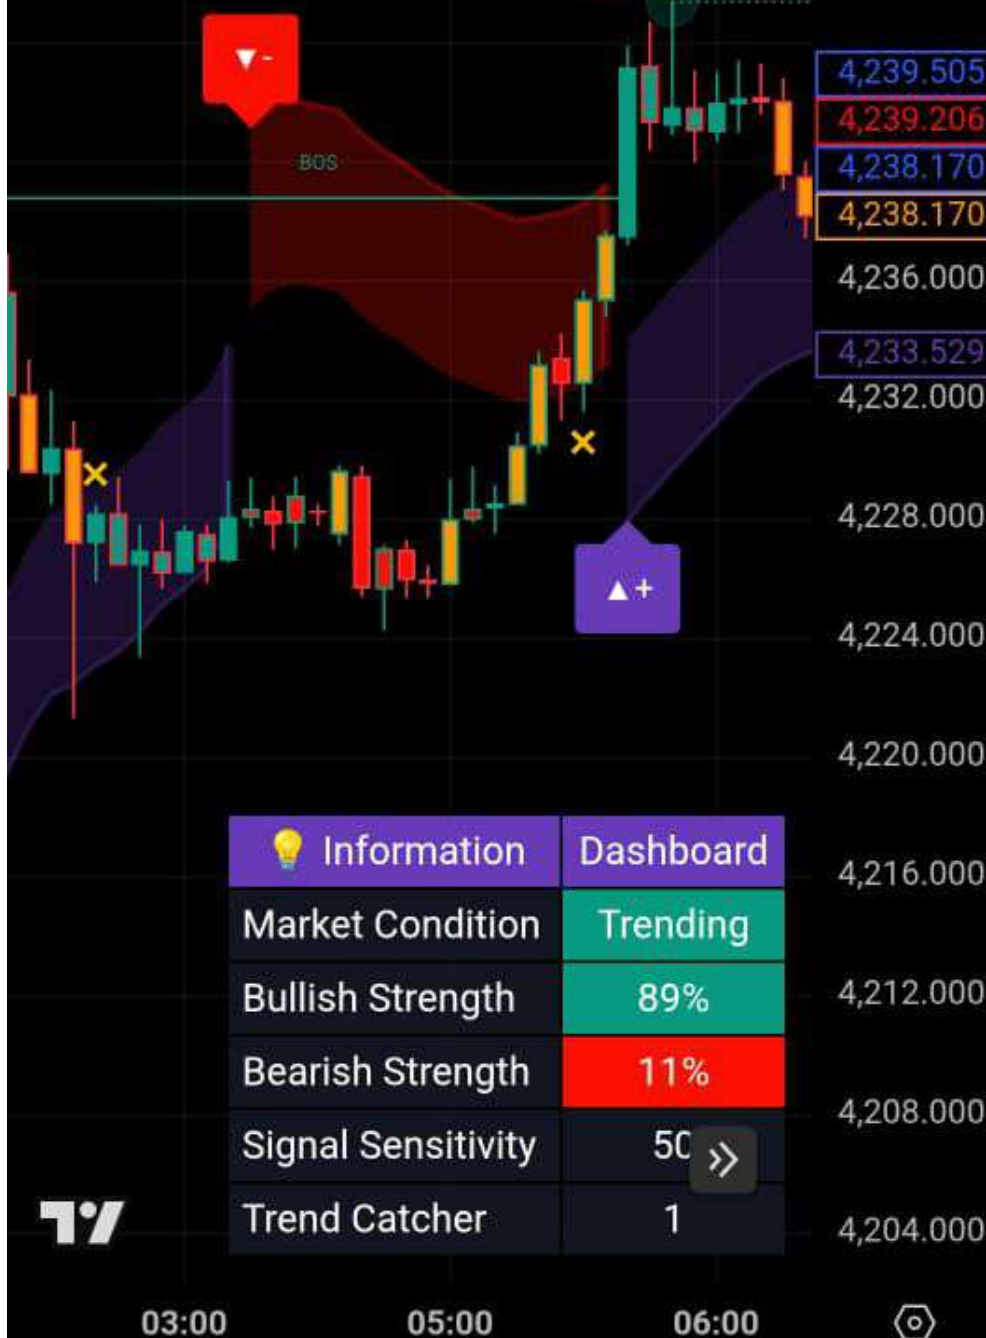 ▼-
BOS
4,239.505
4,239.206
4,238.170
4,238.170
4,236.000
4,233.529
4,232.000
4,228.000
▲+
4,224.000
4,220.000
4,216.000
4,212.000
4,208.000
4,204.000
💡 Information Dashboard
Market Condition Trending
Bullish Strength 89%
Bearish Strength 11%
Signal Sensitivity 50
Trend Catcher 1
03:00 05:00 06:00